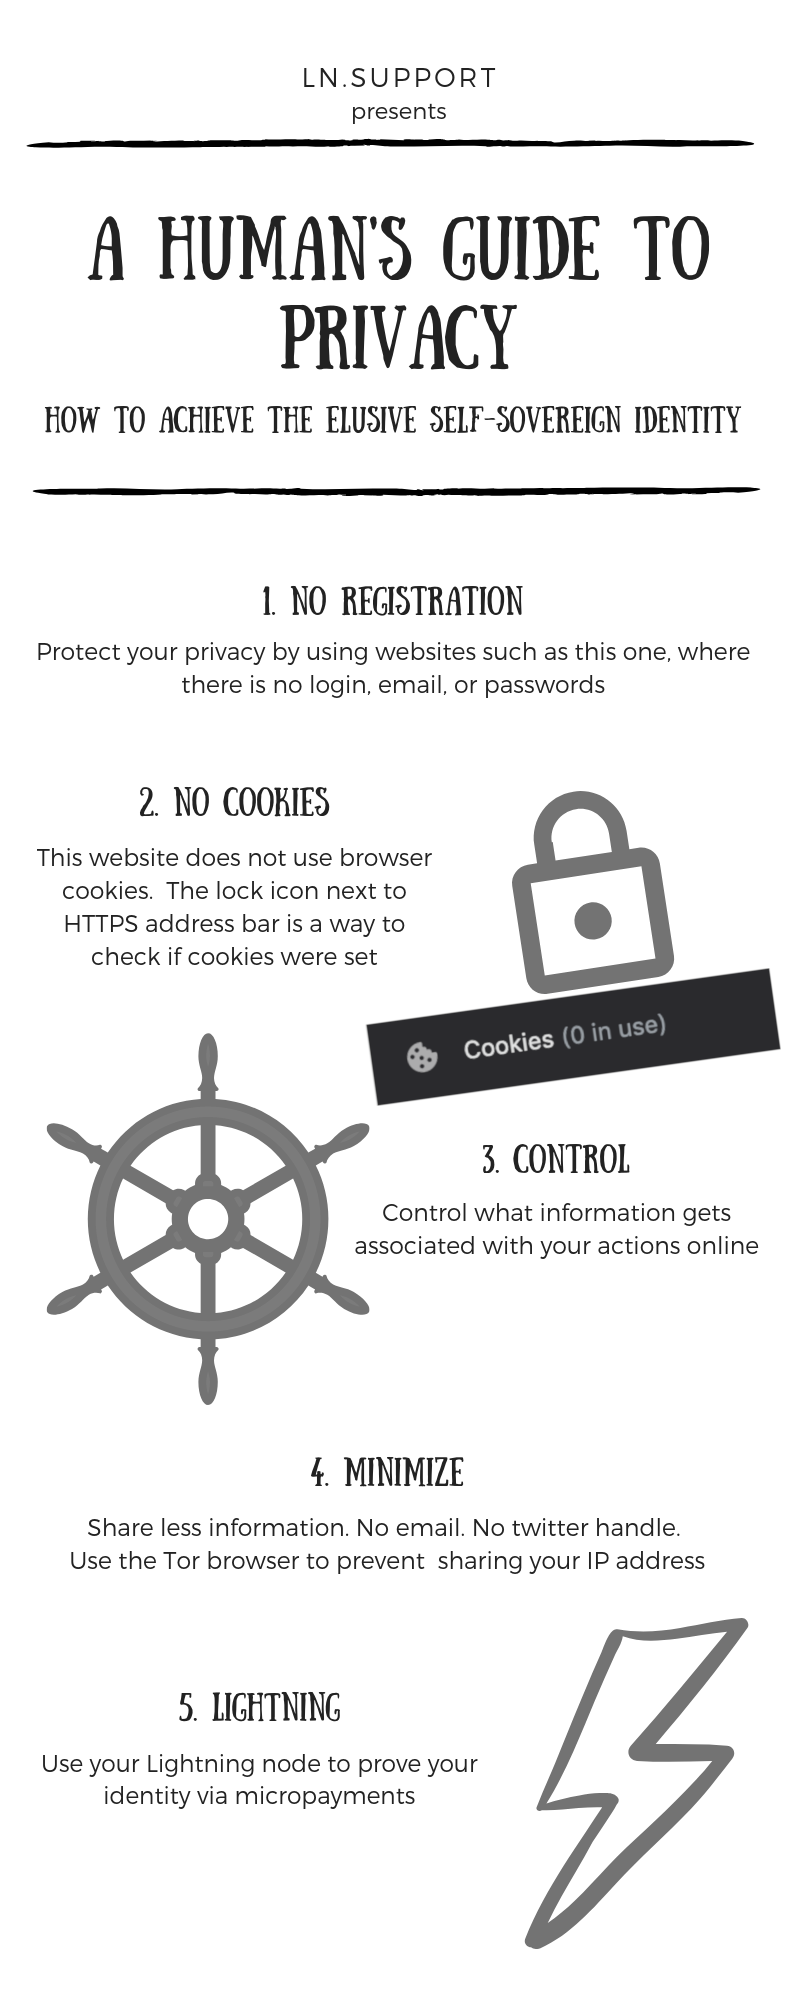 LN.SUPPORT
presents
A HUMAN'S GUIDE TO
PRIVACY
HOW TO ACHIEVE THE ELUSIVE SELF-SOVEREIGN IDENTITY
1. NO REGISTRATION
Protect your privacy by using websites such as this one, where
there is no login, email, or passwords
2. NO COOKIES
This website does not use browser
cookies.  The lock icon next to
HTTPS address bar is a way to
check if cookies were set
Cookies (0 in use)
3. CONTROL
Control what information gets
associated with your actions online
4. MINIMIZE
Share less information. No email. No twitter handle.
Use the Tor browser to prevent  sharing your IP address
5. LIGHTNING
Use your Lightning node to prove your
identity via micropayments